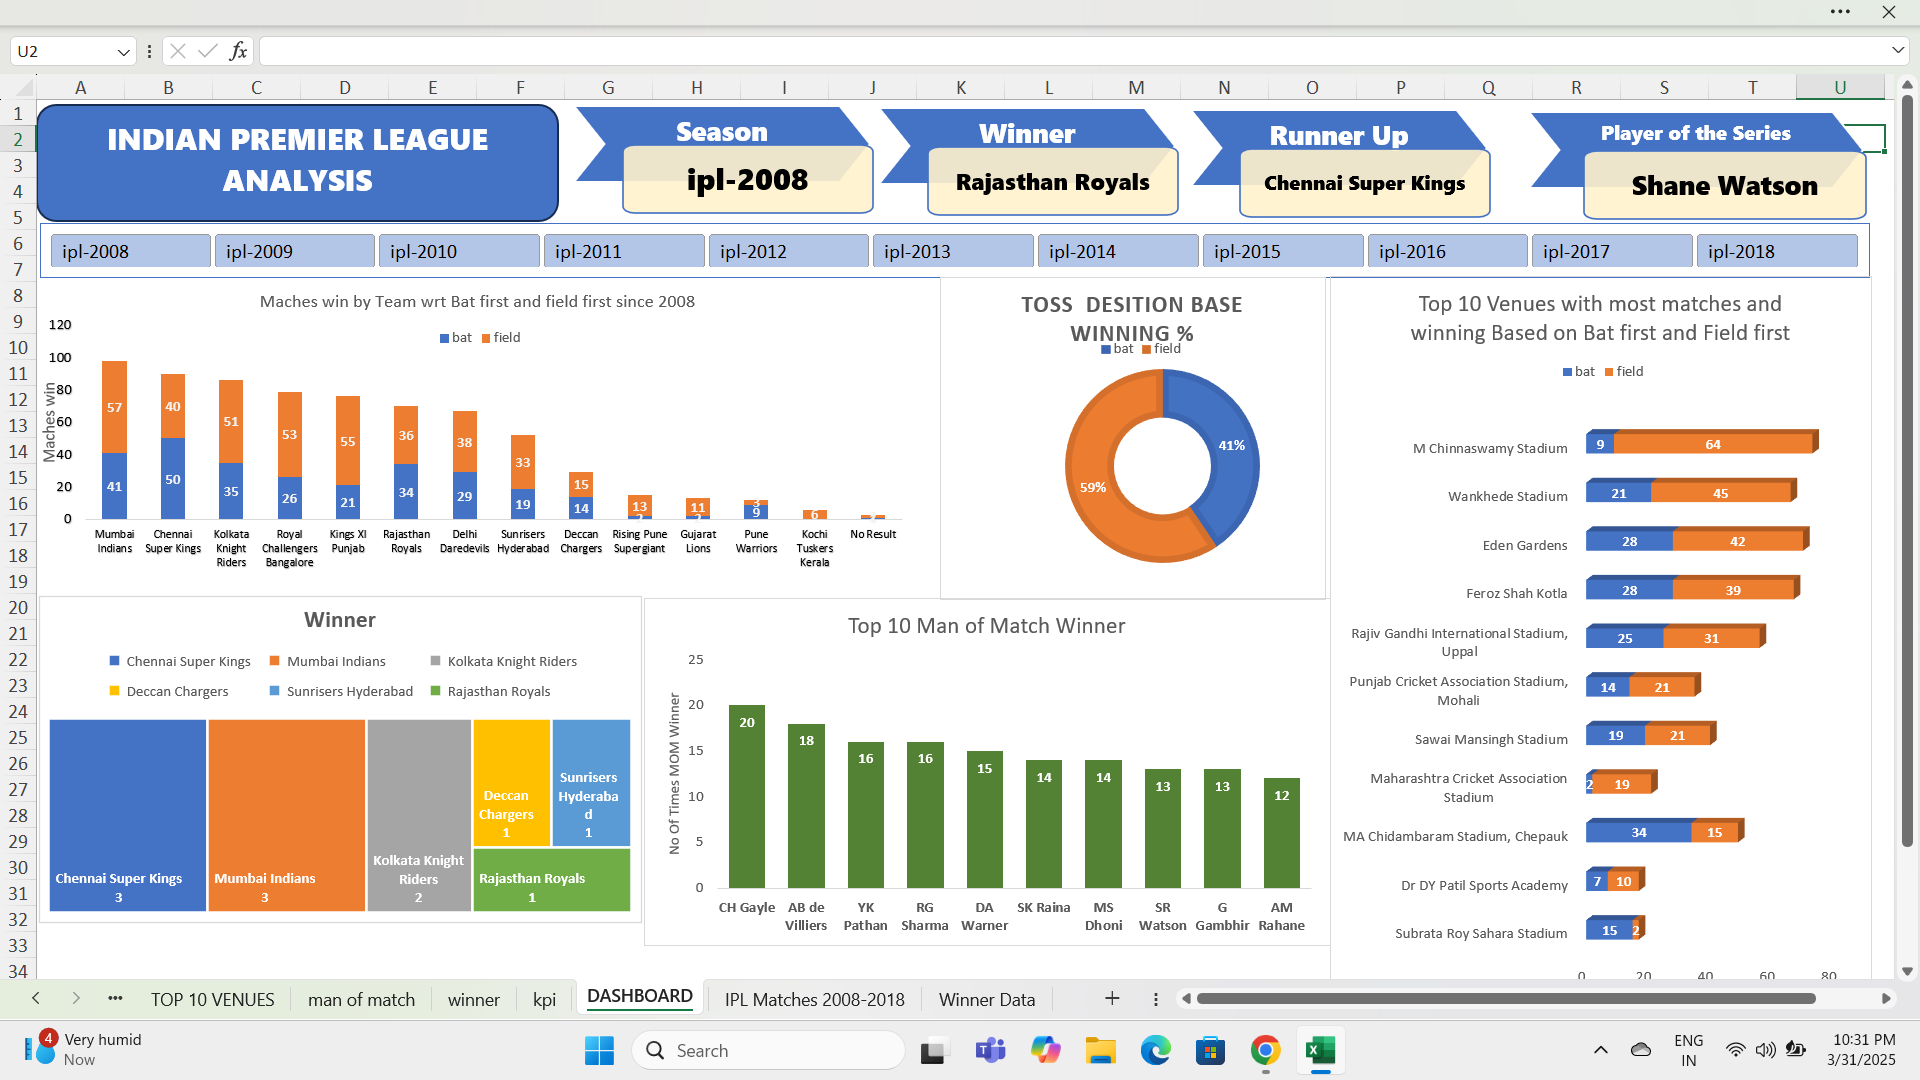 U2
fx
A B C D E F G H I J K L M N O P Q R S T U
1
2
3
4
5
6
7
8
9
10
11
12
13
14
15
16
17
18
19
20
21
22
23
24
25
26
27
28
29
30
31
32
33
34
INDIAN PREMIER LEAGUE
ANALYSIS
Season
ipl-2008
Winner
Rajasthan Royals
Runner Up
Chennai Super Kings
Player of the Series
Shane Watson
ipl-2008 ipl-2009 ipl-2010 ipl-2011 ipl-2012 ipl-2013 ipl-2014 ipl-2015 ipl-2016 ipl-2017 ipl-2018
Maches win by Team wrt Bat first and field first since 2008
bat field
Maches win
120
100
80
60
40
20
0
57 40 51 53 55 36 38 33 15 13 11 3 6
41 50 35 26 21 34 29 19 14 2 2 9
Mumbai Indians
Chennai Super Kings
Kolkata Knight Riders
Royal Challengers Bangalore
Kings XI Punjab
Rajasthan Royals
Delhi Daredevils
Sunrisers Hyderabad
Deccan Chargers
Rising Pune Supergiant
Gujarat Lions
Pune Warriors
Kochi Tuskers Kerala
No Result
TOSS DESITION BASE
WINNING %
bat field
41%
59%
Top 10 Venues with most matches and
winning Based on Bat first and Field first
bat field
M Chinnaswamy Stadium 9 64
Wankhede Stadium 21 45
Eden Gardens 28 42
Feroz Shah Kotla 28 39
Rajiv Gandhi International Stadium,
Uppal 25 31
Punjab Cricket Association Stadium,
Mohali 14 21
Sawai Mansingh Stadium 19 21
Maharashtra Cricket Association
Stadium 2 19
MA Chidambaram Stadium, Chepauk 34 15
Dr DY Patil Sports Academy 7 10
Subrata Roy Sahara Stadium 15 2
0 20 40 60 80
Winner
Chennai Super Kings Mumbai Indians Kolkata Knight Riders
Deccan Chargers Sunrisers Hyderabad Rajasthan Royals
Chennai Super Kings
3
Mumbai Indians
3
Kolkata Knight
Riders
2
Deccan
Chargers
1
Sunrisers
Hyderaba
d
1
Rajasthan Royals
1
Top 10 Man of Match Winner
No Of Times MOM Winner
25
20
15
10
5
0
20 18 16 16 15 14 14 13 13 12
CH Gayle
AB de Villiers
YK Pathan
RG Sharma
DA Warner
SK Raina
MS Dhoni
SR Watson
G Gambhir
AM Rahane
TOP 10 VENUES man of match winner kpi DASHBOARD IPL Matches 2008-2018 Winner Data
4
Very humid
Now
Search
ENG
IN
10:31 PM
3/31/2025